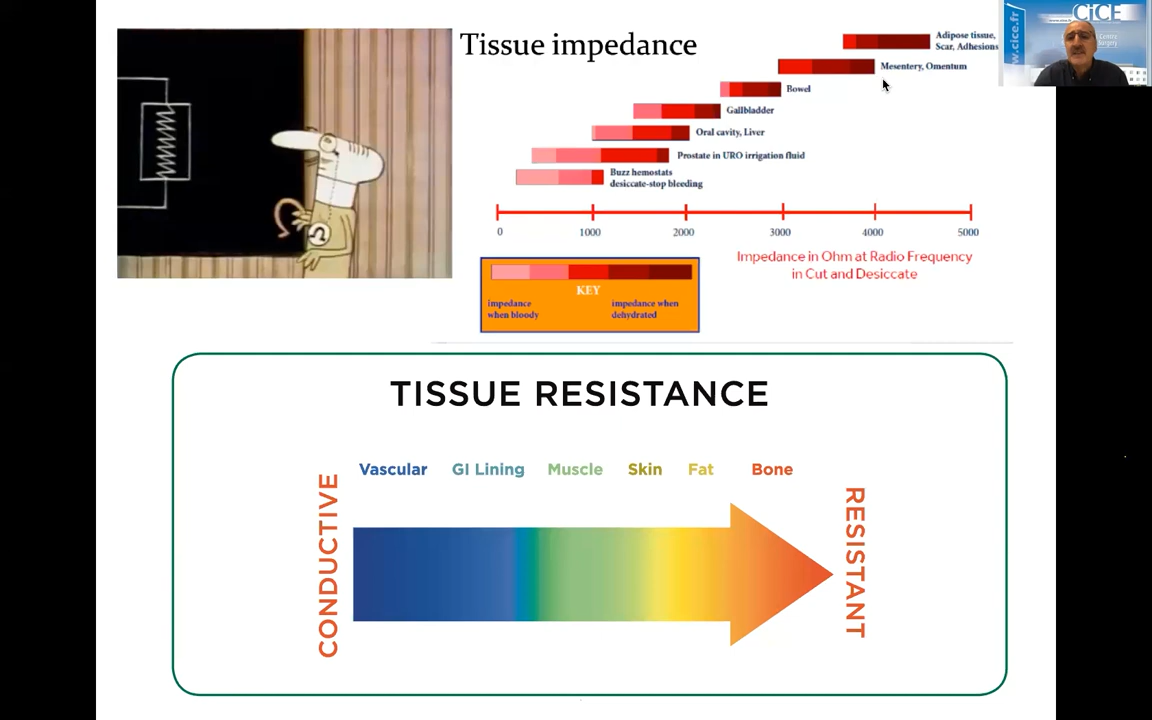 Tissue impedance
Adipose tissue,
Scar, Adhesions
Mesentery, Omentum
Bowel
Gallbladder
Oral cavity, Liver
Prostate in URO irrigation fluid
Buzz hemostats
desiccate-stop bleeding
0 1000 2000 3000 4000 5000
Impedance in Ohm at Radio Frequency
in Cut and Desiccate
KEY
impedance
when bloody
impedance when
dehydrated
Ω
www.cice.fr
CiCE
TISSUE RESISTANCE
Vascular GI Lining Muscle Skin Fat Bone
CONDUCTIVE
RESISTANT